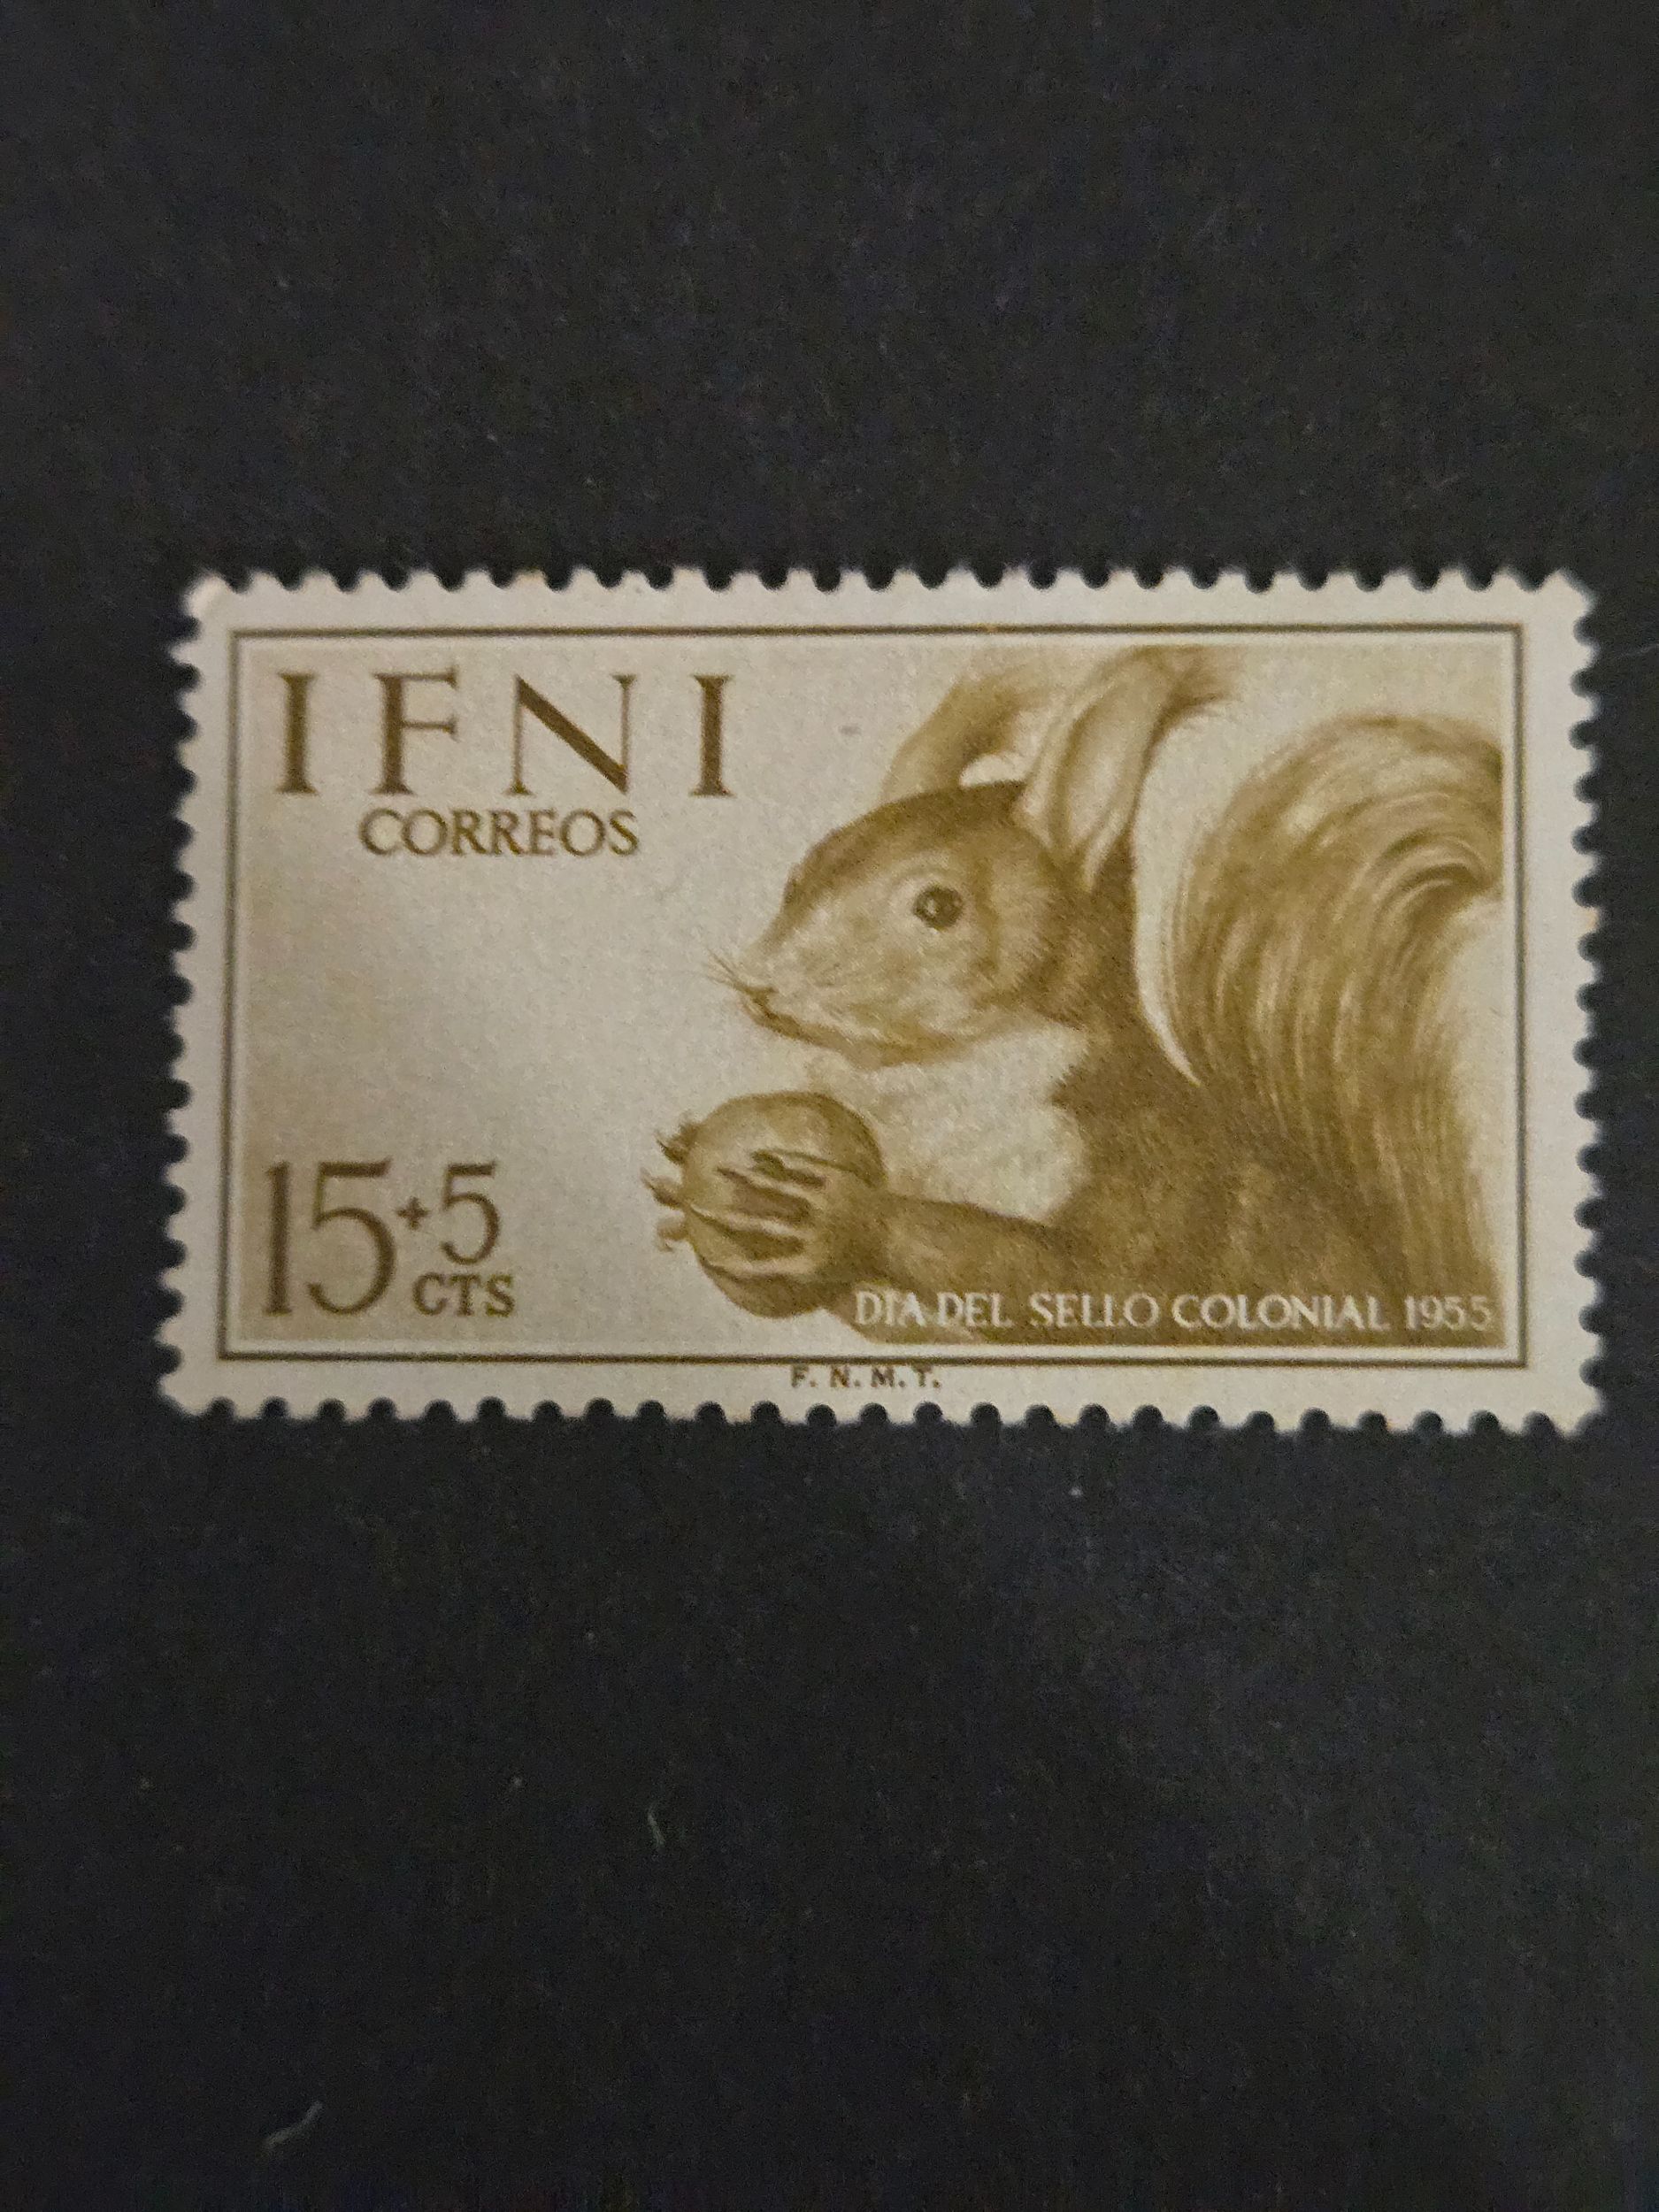 IFNI
CORREOS
15+5
CTS
DIA DEL SELLO COLONIAL 1955
F. N. M. T.